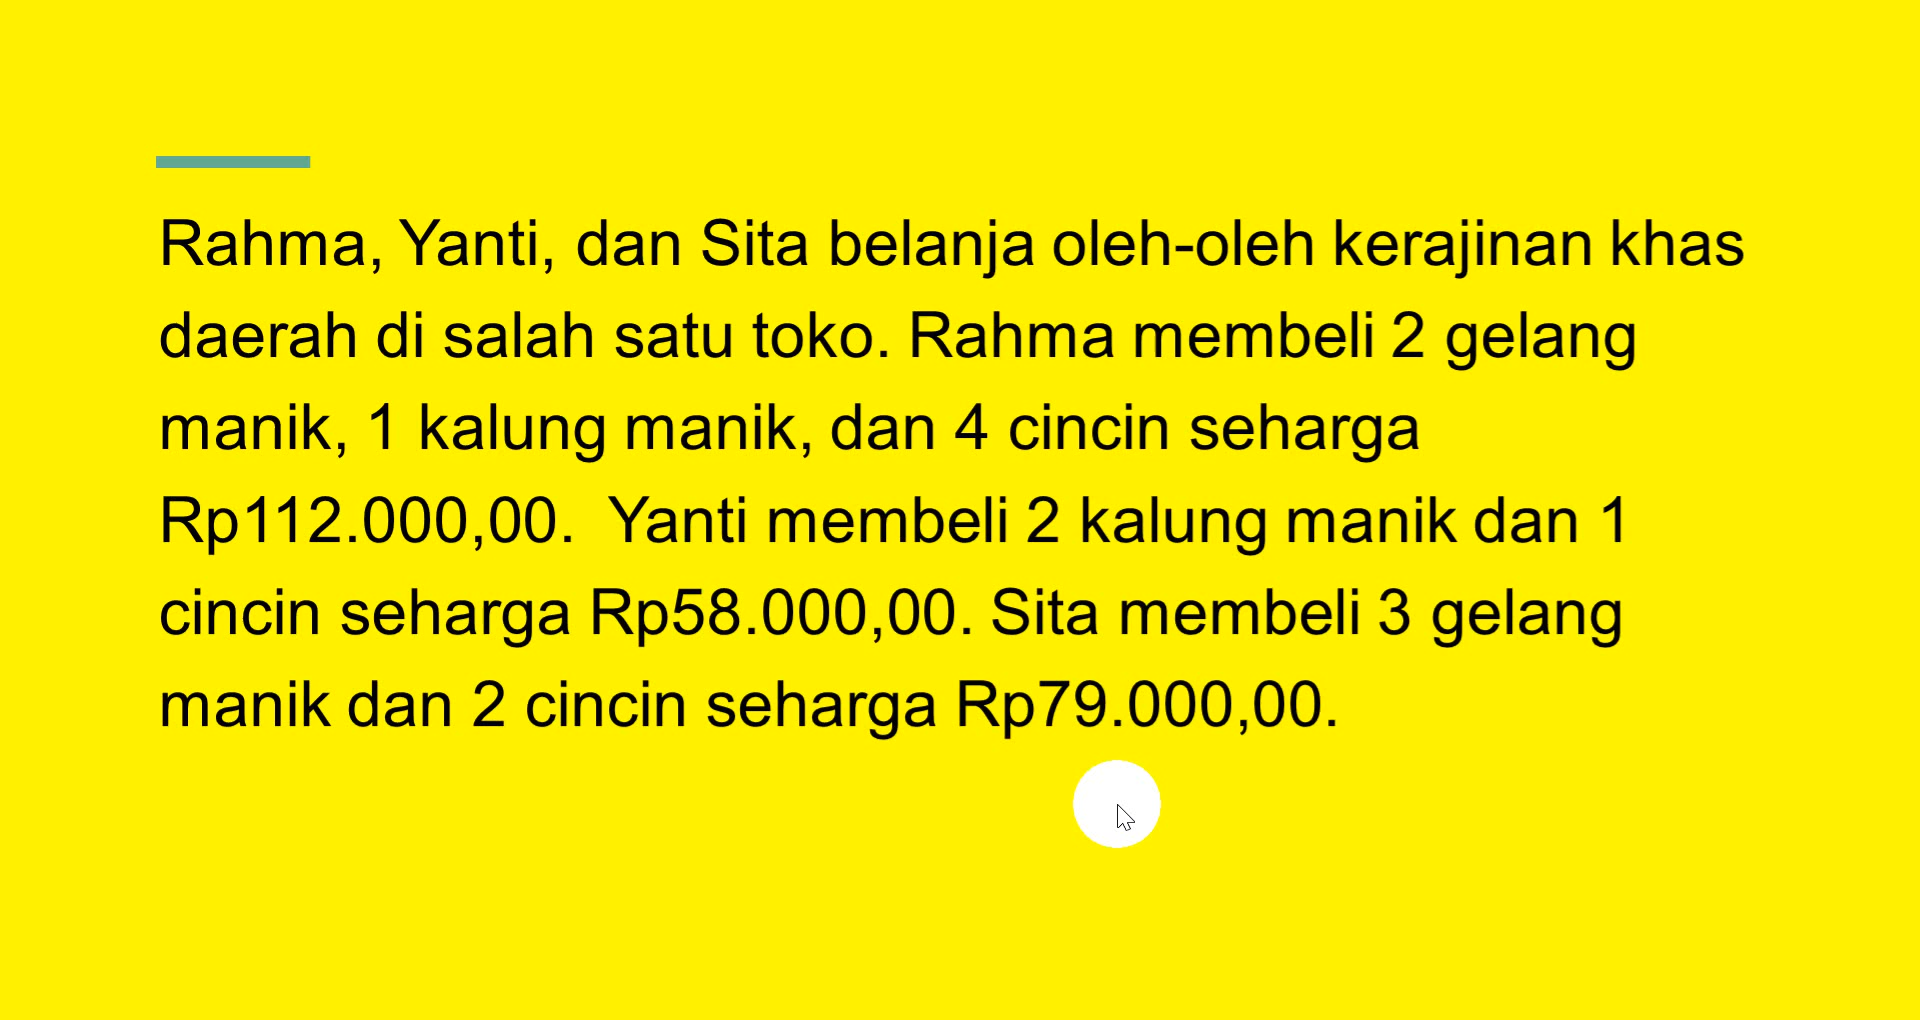 Rahma, Yanti, dan Sita belanja oleh-oleh kerajinan khas
daerah di salah satu toko. Rahma membeli 2 gelang
manik, 1 kalung manik, dan 4 cincin seharga
Rp112.000,00.  Yanti membeli 2 kalung manik dan 1
cincin seharga Rp58.000,00. Sita membeli 3 gelang
manik dan 2 cincin seharga Rp79.000,00.